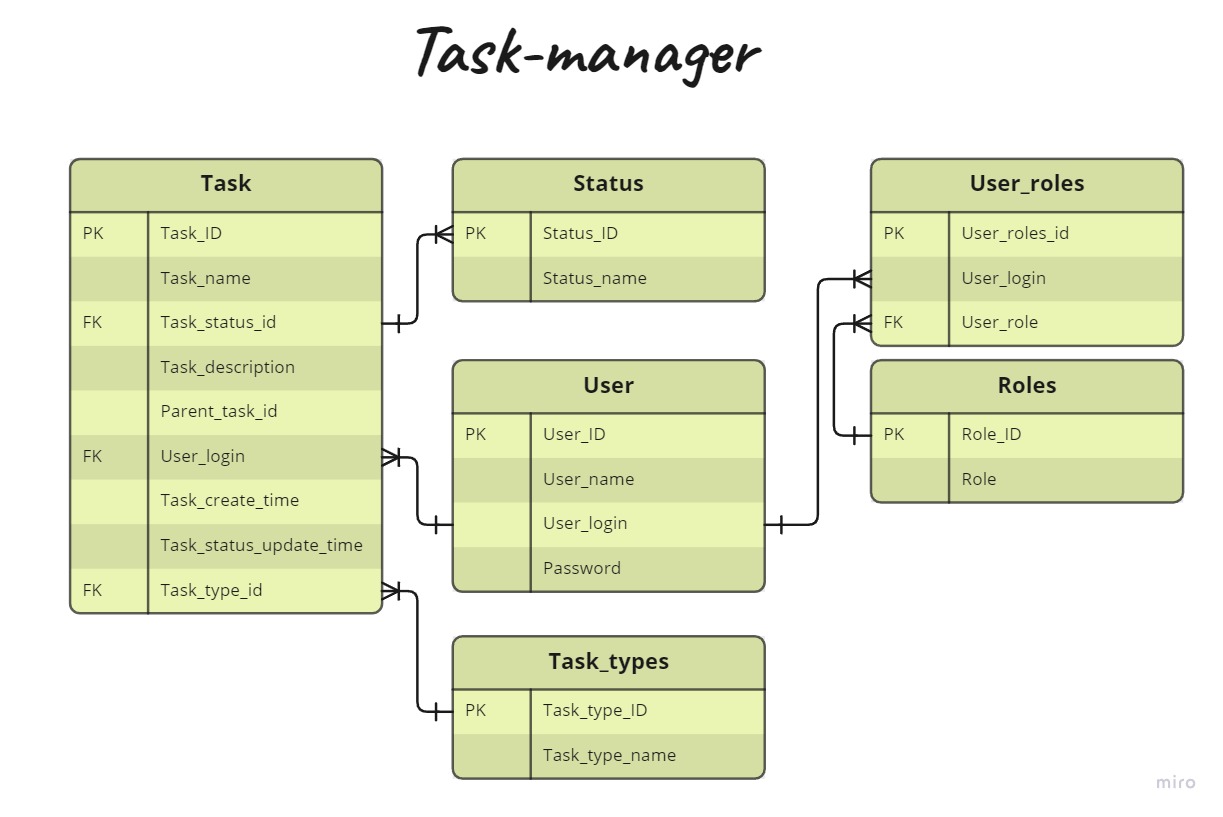 Task-manager
Task
PK Task_ID
Task_name
FK Task_status_id
Task_description
Parent_task_id
FK User_login
Task_create_time
Task_status_update_time
FK Task_type_id
Status
PK Status_ID
Status_name
User
PK User_ID
User_name
User_login
Password
Task_types
PK Task_type_ID
Task_type_name
User_roles
PK User_roles_id
User_login
FK User_role
Roles
PK Role_ID
Role
miro